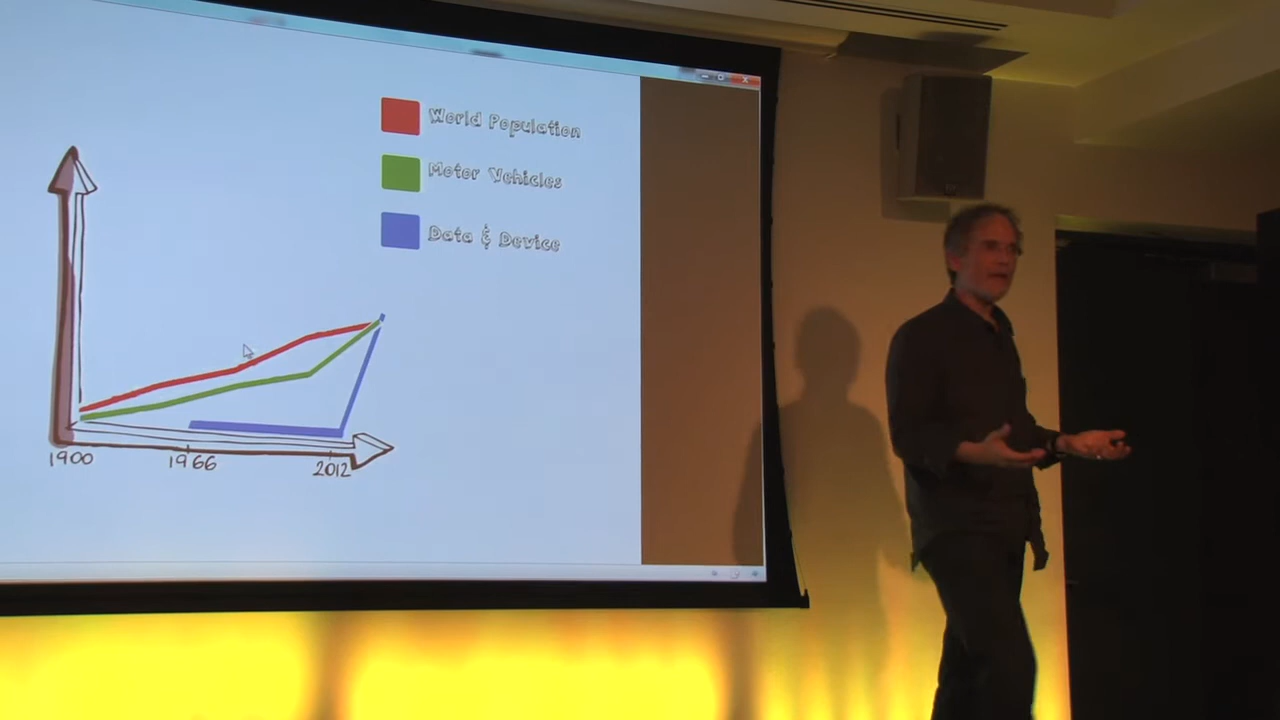 World Population
Motor Vehicles
Data & Device
1900
1966
2012